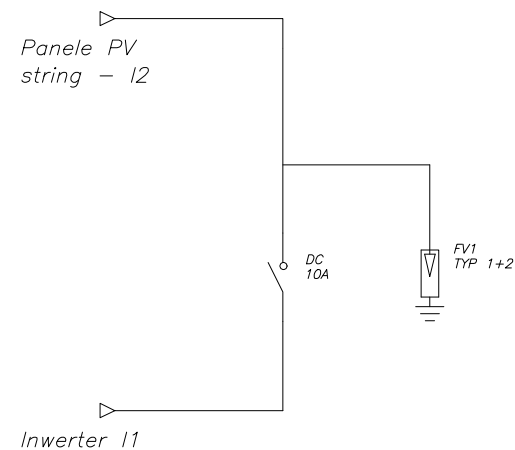 Panele PV
string - I2
DC
10A
FV1
TYP 1+2
Inwerter I1